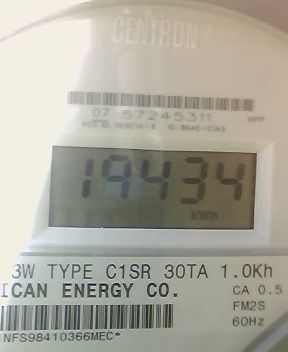 CENTRON®
07 57245311 MPP
19434
kWh
3W TYPE C1SR 30TA 1.0Kh
ICAN ENERGY CO. CA 0.5
FM2S
NFS98410366MEC* 60Hz